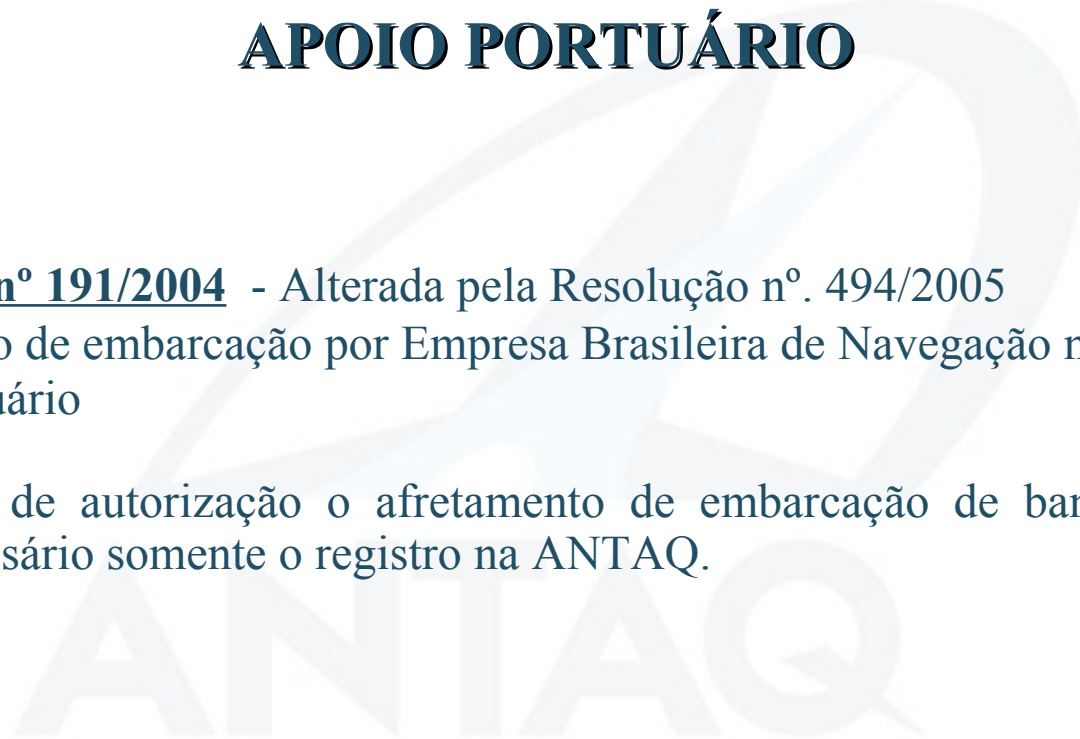 APOIO PORTUÁRIO
nº 191/2004 - Alterada pela Resolução nº. 494/2005
o de embarcação por Empresa Brasileira de Navegação n
uário
de autorização o afretamento de embarcação de bar
sário somente o registro na ANTAQ.
ANTAQ